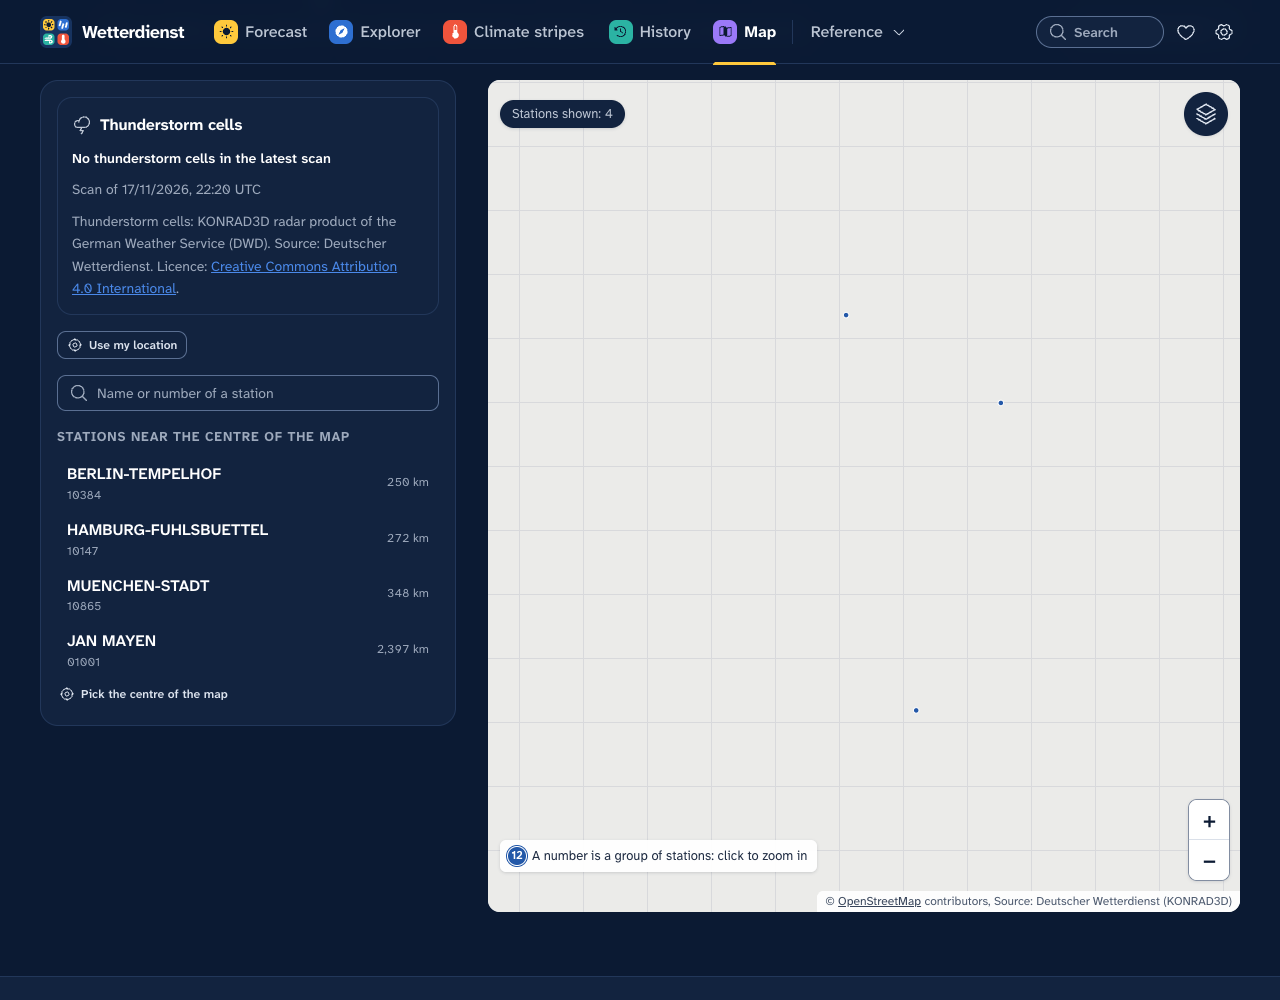 Wetterdienst
Forecast
Explorer
Climate stripes
History
Map
Reference
Search
Thunderstorm cells
No thunderstorm cells in the latest scan
Scan of 17/11/2026, 22:20 UTC
Thunderstorm cells: KONRAD3D radar product of the
German Weather Service (DWD). Source: Deutscher
Wetterdienst. Licence: Creative Commons Attribution
4.0 International.
Use my location
Name or number of a station
STATIONS NEAR THE CENTRE OF THE MAP
BERLIN-TEMPELHOF
10384
250 km
HAMBURG-FUHLSBUETTEL
10147
272 km
MUENCHEN-STADT
10865
348 km
JAN MAYEN
01001
2,397 km
Pick the centre of the map
Stations shown: 4
12 A number is a group of stations: click to zoom in
+
−
© OpenStreetMap contributors, Source: Deutscher Wetterdienst (KONRAD3D)